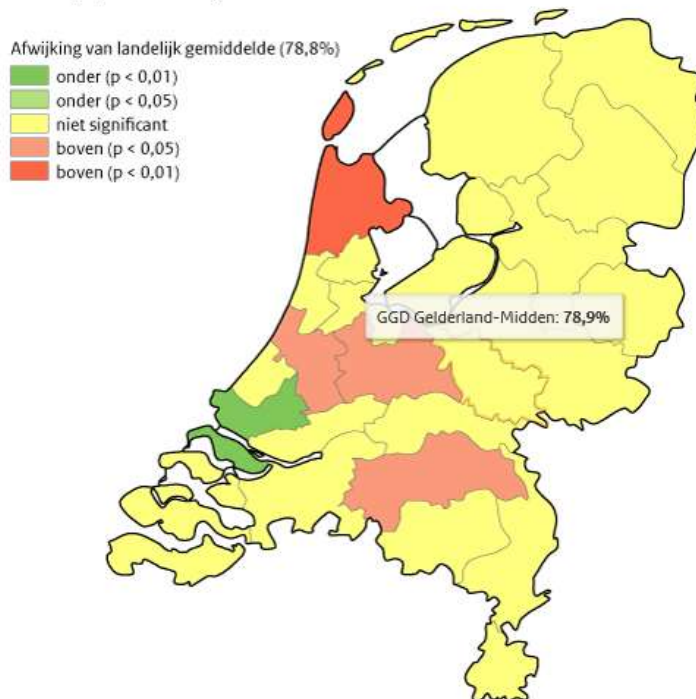 Afwijking van landelijk gemiddelde (78,8%)
onder (p < 0,01)
onder (p < 0,05)
niet significant
boven (p < 0,05)
boven (p < 0,01)
GGD Gelderland-Midden: 78,9%